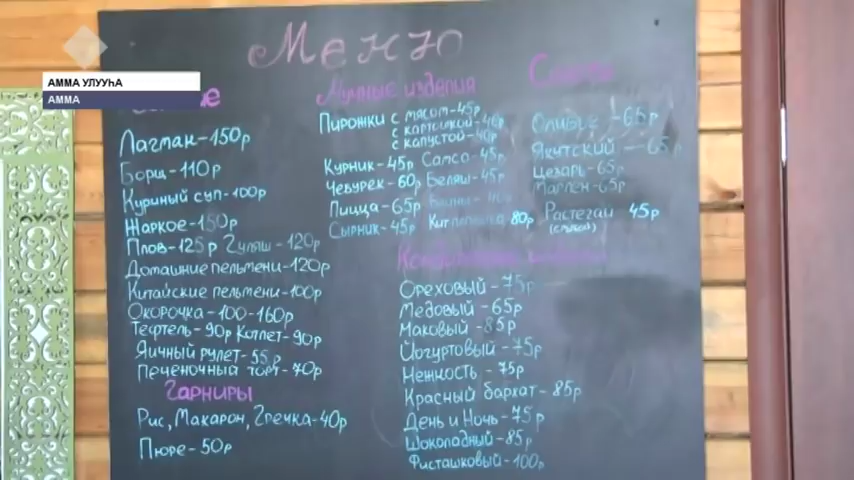 Меню
АММА УЛУУҺА
АММА
Лагман-150р
Борщ-110р
Куриный суп-100р
Жаркое-150р
Плов-125р Гуляш-120р
Домашние пельмени-120р
Китайские пельмени-100р
Окорочка-100-160р
Тефтель-90р Котлет-90р
Яичный рулет-55р
Печёночный торт-70р
Гарниры
Рис, Макарон, Гречка-40р
Пюре-50р
Мучные изделия
Пирожки с мясом-45р
с картошкой-40р
с капустой-40р
Курник-45р Самса-45р
Чебурек-60р Беляш-45р
Пицца-65р
Сырник-45р 80р
Ореховый-75р
Медовый-65р
Маковый-85р
Йогуртовый-75р
Нежность-75р
Красный бархат-85р
День и Ночь-75р
Шоколадный-85р
Фисташковый-100р
Салаты
Оливье-65р
Якутский-65р
Цезарь-65р
-65р
Растегай 45р